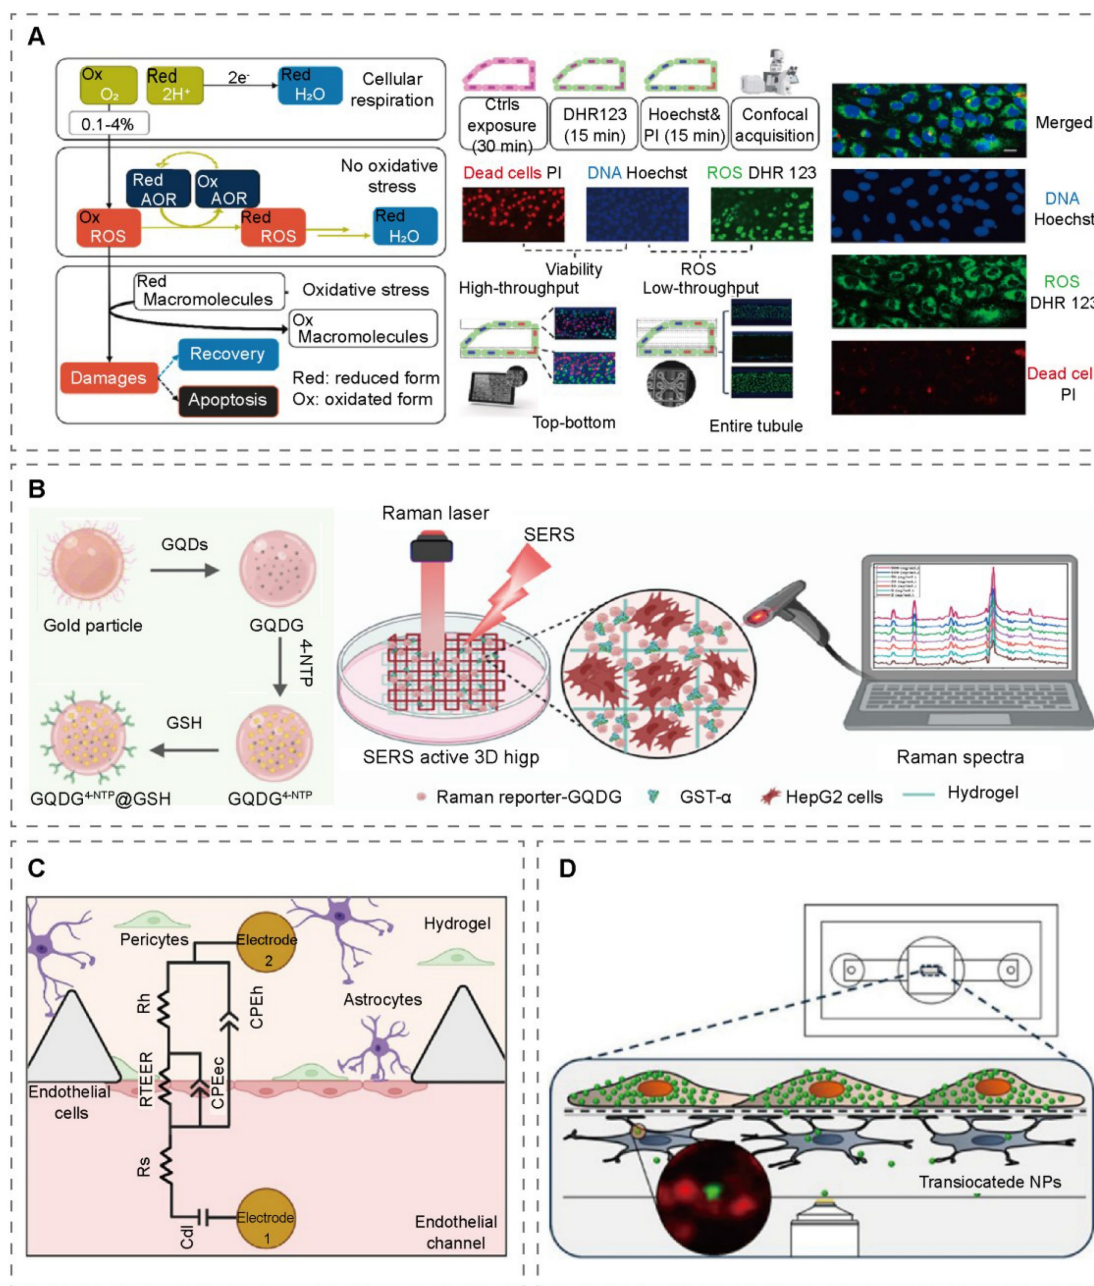 A
Ox
O₂
Red
2H⁺
2e⁻
Red
H₂O
Cellular
respiration
0.1-4%
No oxidative
stress
Red
AOR
Ox
AOR
Ox
ROS
Red
ROS
Red
H₂O
Red
Macromolecules
Oxidative stress
Ox
Macromolecules
Damages
Recovery
Apoptosis
Red: reduced form
Ox: oxidated form
Ctrls
exposure
(30 min)
DHR123
(15 min)
Hoechst&
PI (15 min)
Confocal
acquisition
Dead cells PI
DNA Hoechst
ROS DHR 123
Viability
ROS
High-throughput
Low-throughput
Top-bottom
Entire tubule
Merged
DNA
Hoechst
ROS
DHR 123
Dead cell
PI
B
Gold particle
GQDs
GQDG
4-NTP
GQDG⁴⁻ᴺᵀᴾ
GSH
GQDG⁴⁻ᴺᵀᴾ@GSH
Raman laser
SERS
SERS active 3D higp
Raman spectra
Raman reporter-GQDG
GST-α
HepG2 cells
Hydrogel
C
Pericytes
Electrode
2
Hydrogel
Rh
CPEh
Astrocytes
Endothelial
cells
RTEER
CPEec
Rs
Cdl
Electrode
1
Endothelial
channel
D
Transiocatede NPs